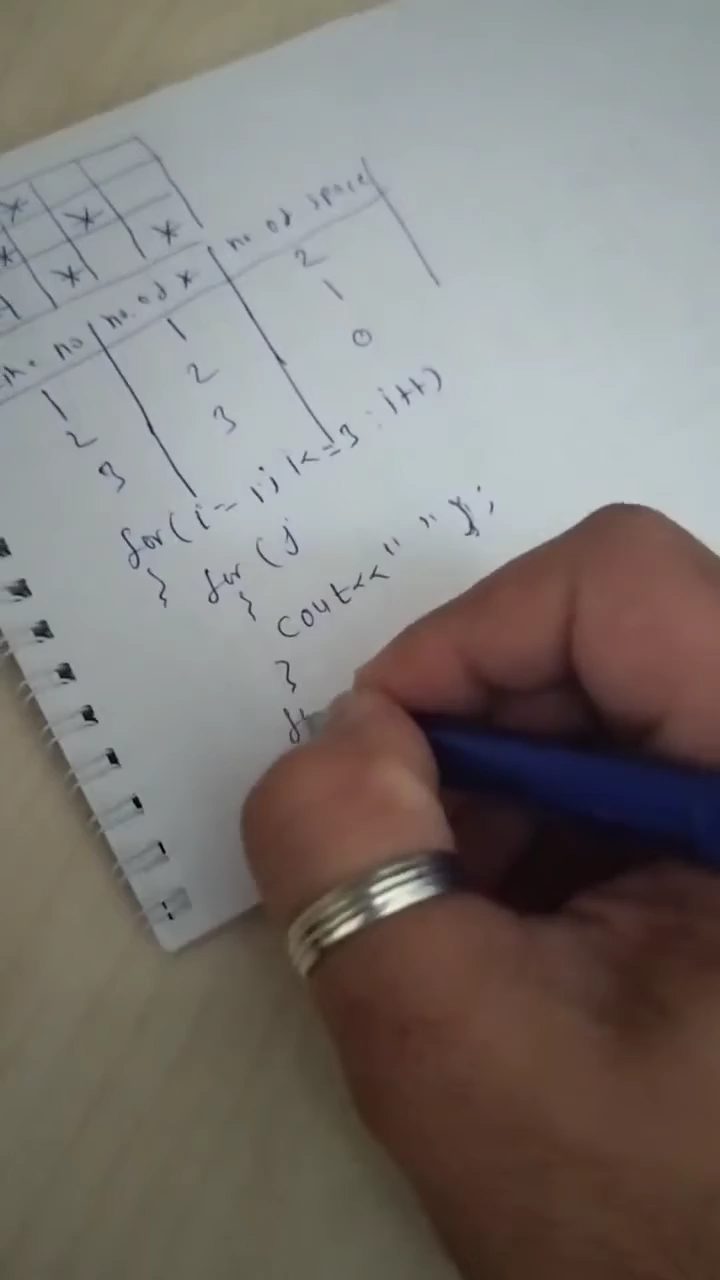 * 
* *
* *
no no. of * no of space
1 1 2
2 2 1
3 3 0
for(i=1; i<=3; i++)
{ for (j
{
cout<<" ";
}